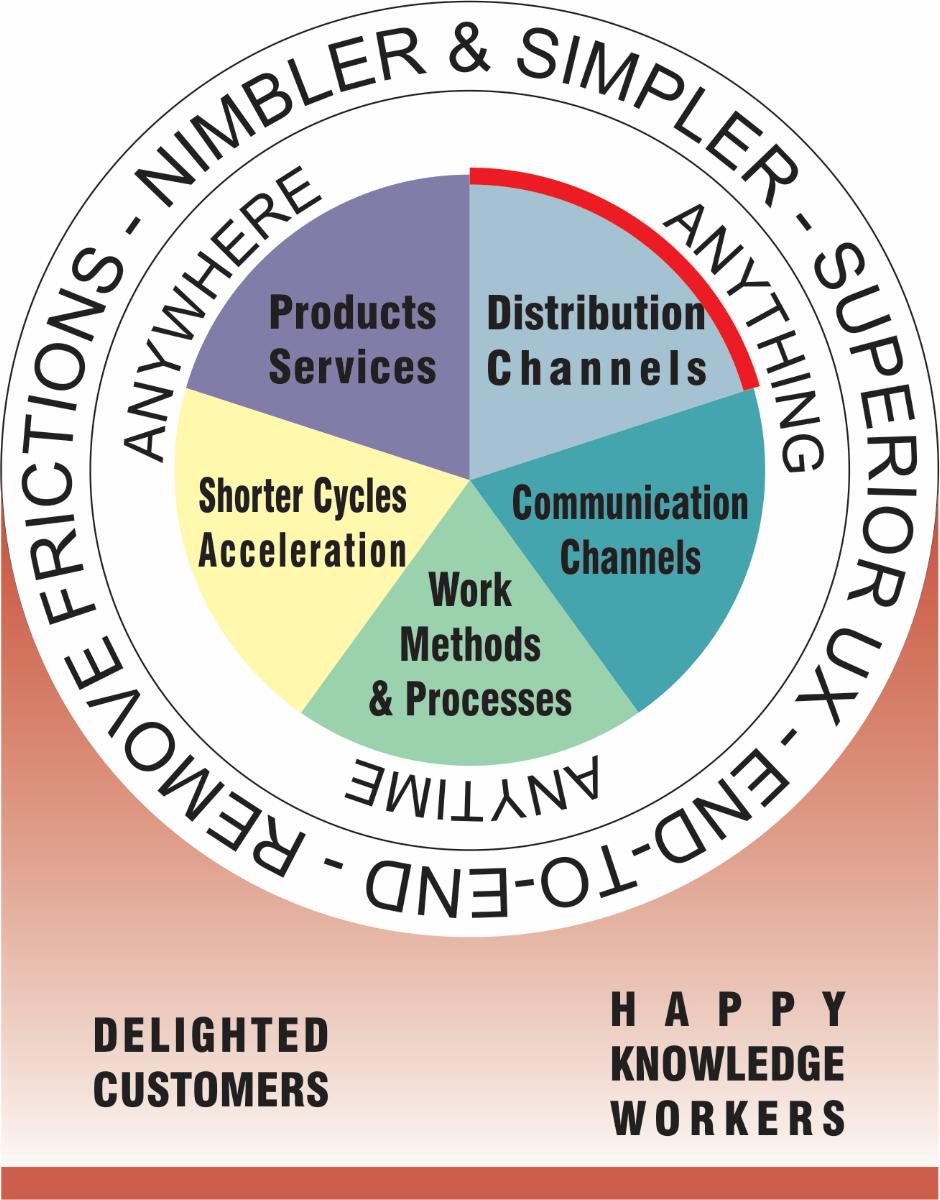 REMOVE FRICTIONS - NIMBLER & SIMPLER - SUPERIOR UX - END-TO-END -
ANYWHERE
ANYTHING
ANYTIME
Products
Services
Distribution
Channels
Shorter Cycles
Acceleration
Communication
Channels
Work
Methods
& Processes
DELIGHTED
CUSTOMERS
HAPPY
KNOWLEDGE
WORKERS